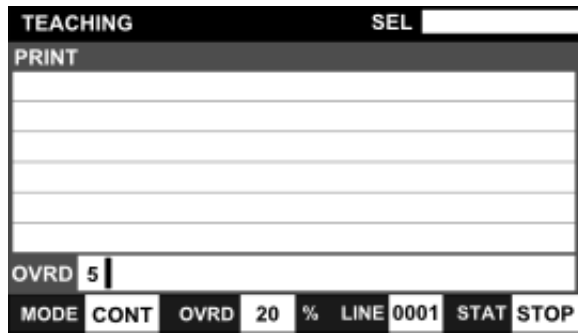 TEACHING SEL
PRINT
OVRD 5
MODE CONT OVRD 20 % LINE 0001 STAT STOP